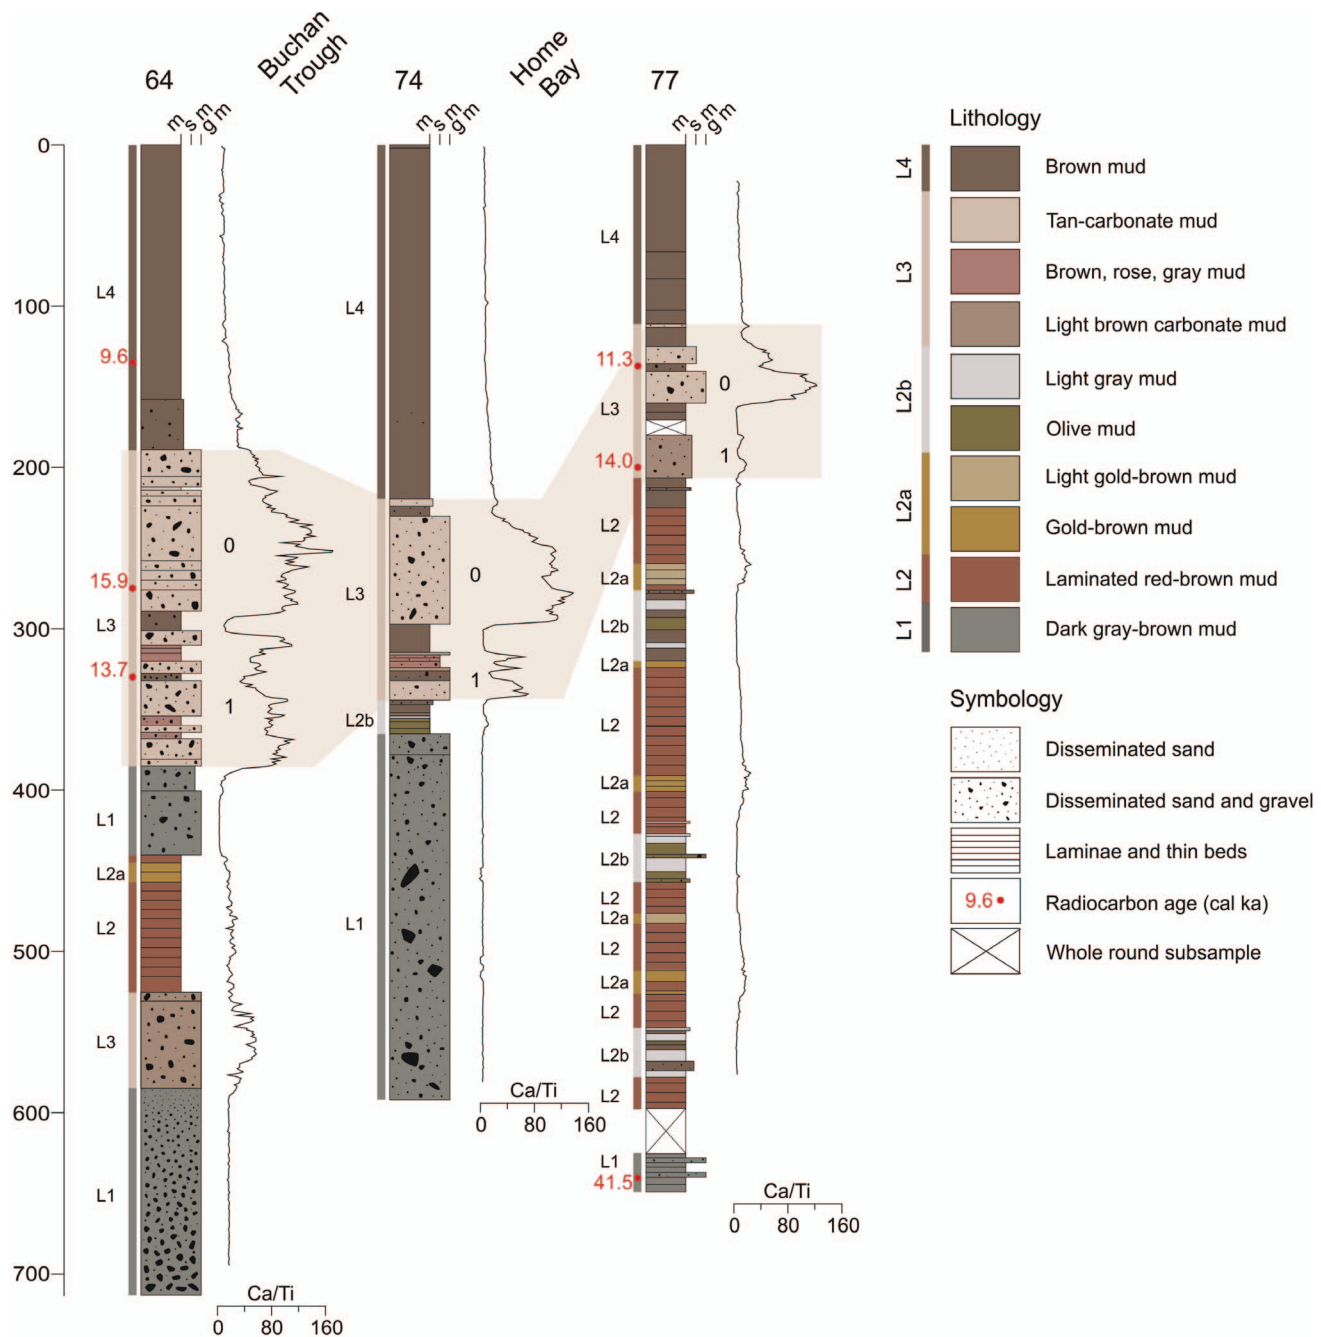 64
Buchan
Trough
74
Home
Bay
77
m s m g m
m s m g m
m s m g m
0
100
200
300
400
500
600
700
L4
9.6
15.9
L3
13.7
L1
L2a
L2
L3
L1
0
1
Ca/Ti
0 80 160
L4
L3
L2b
L1
0
1
Ca/Ti
0 80 160
L4
11.3
L3
14.0
L2
L2a
L2b
L2a
L2
L2a
L2
L2b
L2
L2a
L2
L2a
L2
L2b
L2
L1
41.5
0
1
Ca/Ti
0 80 160
Lithology
L4
L3
L2b
L2a
L2
L1
Brown mud
Tan-carbonate mud
Brown, rose, gray mud
Light brown carbonate mud
Light gray mud
Olive mud
Light gold-brown mud
Gold-brown mud
Laminated red-brown mud
Dark gray-brown mud
Symbology
Disseminated sand
Disseminated sand and gravel
Laminae and thin beds
9.6 Radiocarbon age (cal ka)
Whole round subsample